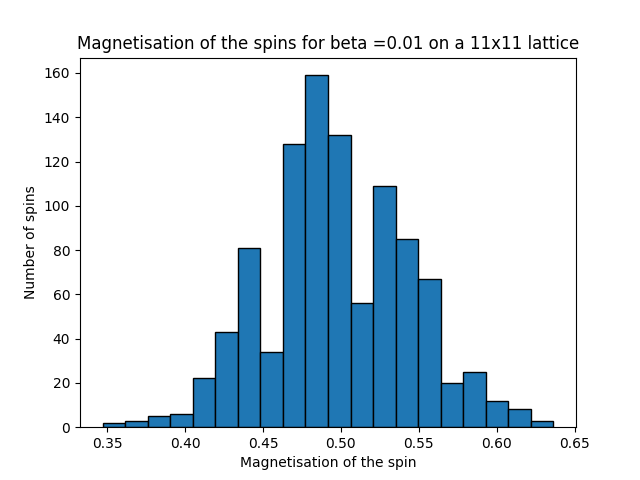 Magnetisation of the spins for beta =0.01 on a 11x11 lattice
160
140
120
100
80
60
40
20
0
Number of spins
0.35 0.40 0.45 0.50 0.55 0.60 0.65
Magnetisation of the spin